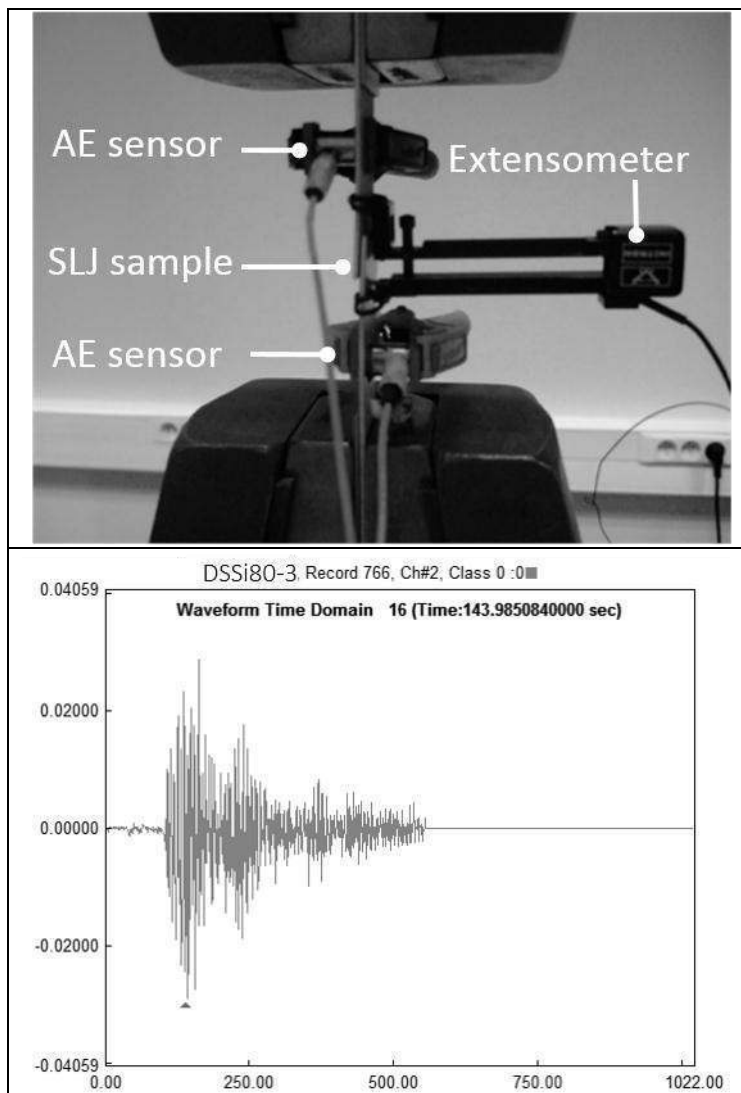 AE sensor
Extensometer
SLJ sample
AE sensor
INSTRON
DSSi80-3, Record 766, Ch#2, Class 0 :0
0.04059
Waveform Time Domain 16 (Time:143.9850840000 sec)
0.02000
0.00000
-0.02000
-0.04059
0.00 250.00 500.00 750.00 1022.00